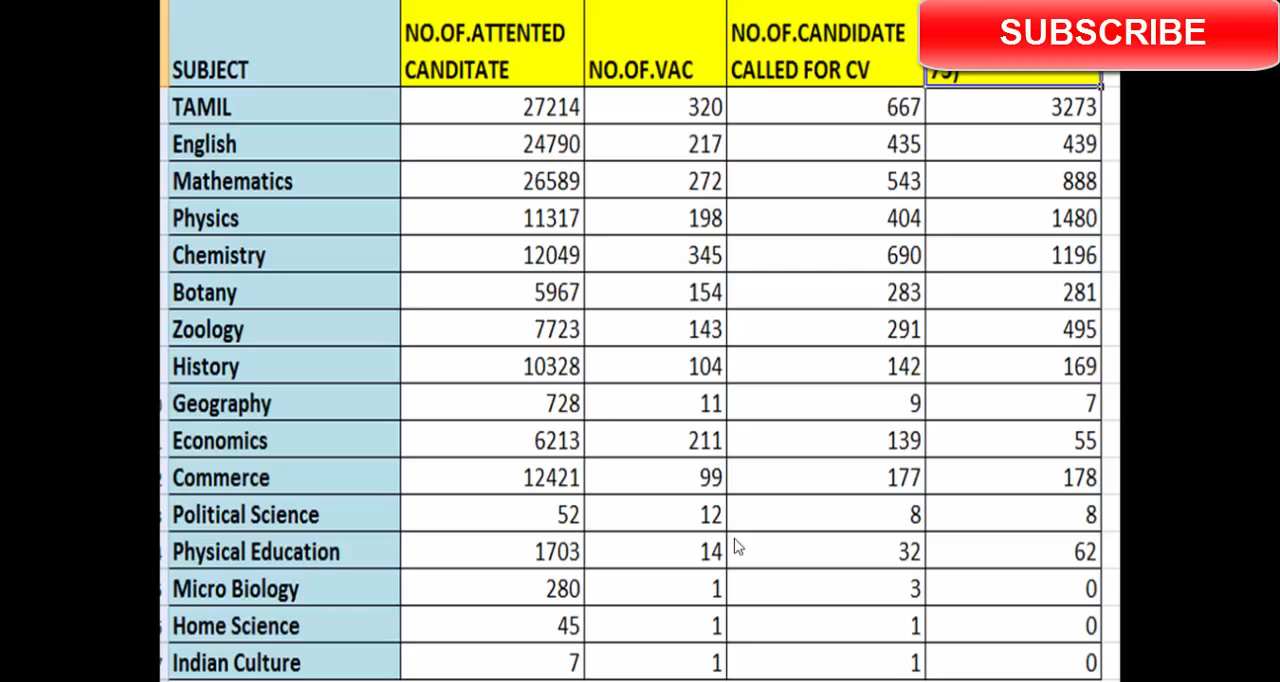 SUBSCRIBE
SUBJECT NO.OF.ATTENTED CANDITATE NO.OF.VAC NO.OF.CANDIDATE CALLED FOR CV
TAMIL 27214 320 667 3273
English 24790 217 435 439
Mathematics 26589 272 543 888
Physics 11317 198 404 1480
Chemistry 12049 345 690 1196
Botany 5967 154 283 281
Zoology 7723 143 291 495
History 10328 104 142 169
Geography 728 11 9 7
Economics 6213 211 139 55
Commerce 12421 99 177 178
Political Science 52 12 8 8
Physical Education 1703 14 32 62
Micro Biology 280 1 3 0
Home Science 45 1 1 0
Indian Culture 7 1 1 0